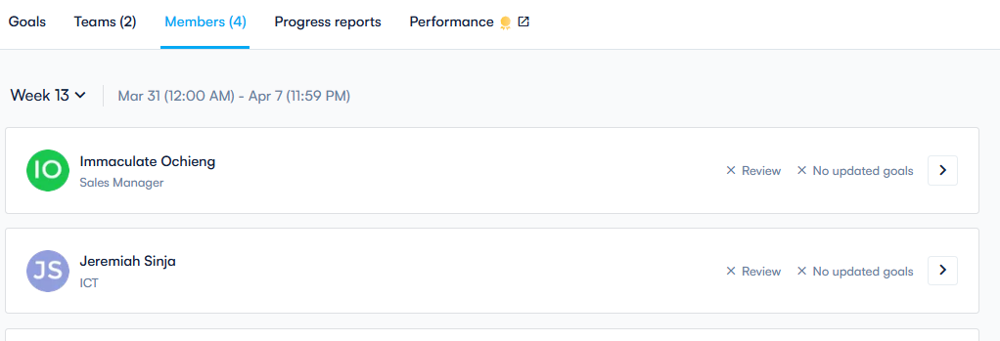 Goals Teams (2) Members (4) Progress reports Performance
Week 13 Mar 31 (12:00 AM) - Apr 7 (11:59 PM)
IO Immaculate Ochieng
Sales Manager
Review No updated goals
JS Jeremiah Sinja
ICT
Review No updated goals